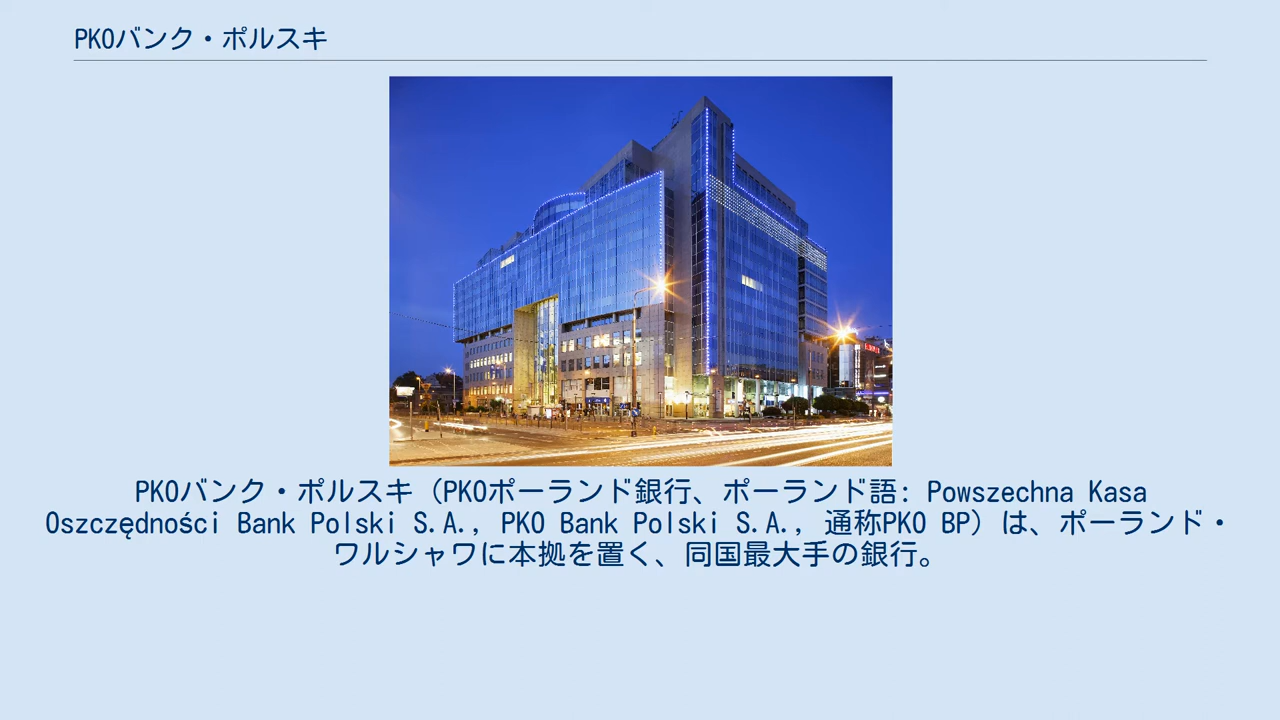 PKOバンク・ポルスキ
PKOバンク・ポルスキ（PKOポーランド銀行、ポーランド語: Powszechna Kasa
Oszczędności Bank Polski S.A., PKO Bank Polski S.A., 通称PKO BP）は、ポーランド・
ワルシャワに本拠を置く、同国最大手の銀行。